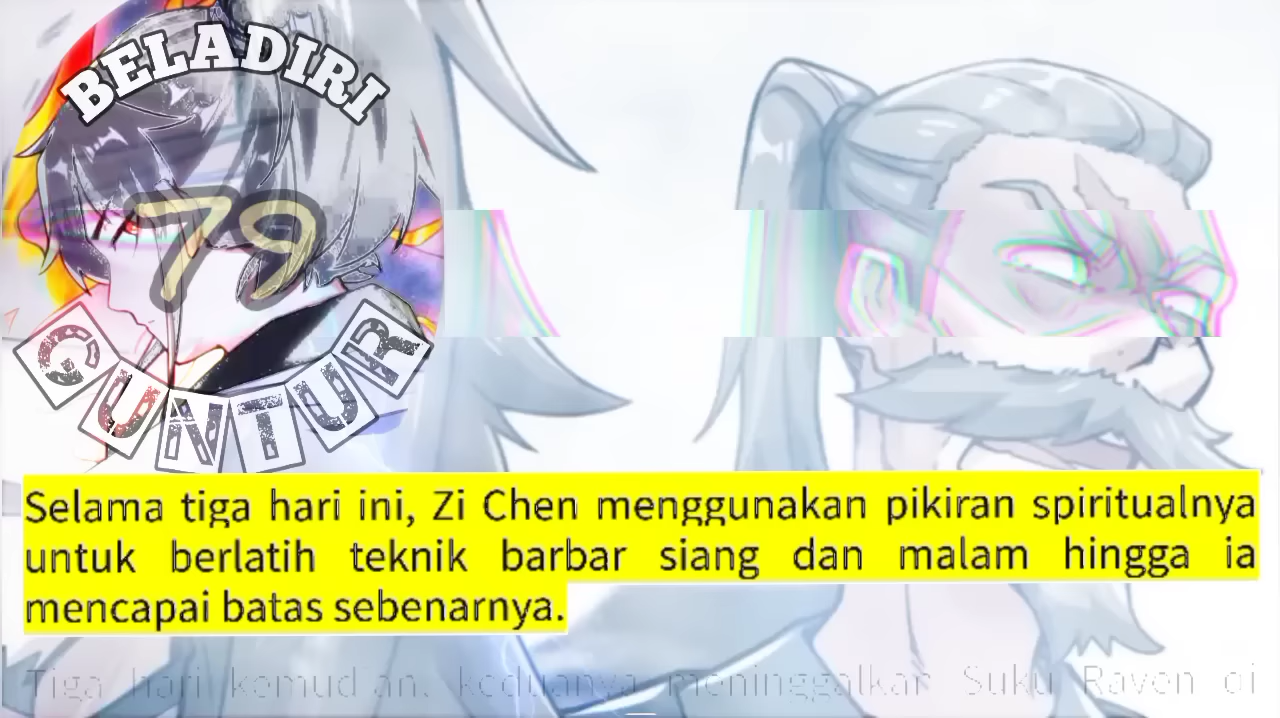 BELADIRI
79
GUNTUR
Selama tiga hari ini, Zi Chen menggunakan pikiran spiritualnya
untuk berlatih teknik barbar siang dan malam hingga ia
mencapai batas sebenarnya.
Tiga hari kemudian, keduanya meninggalkan Suku Raven di